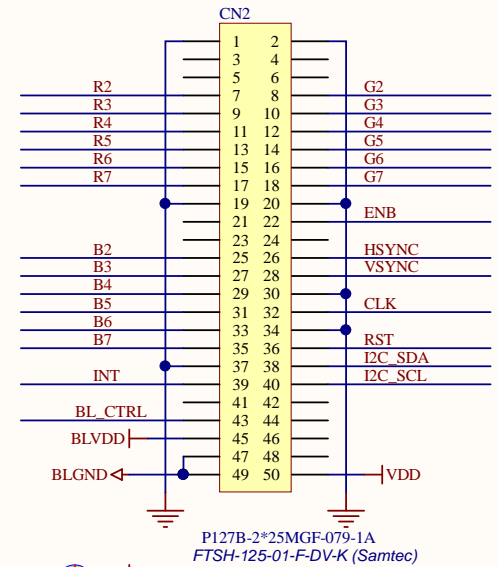 CN2
1 2
3 4
5 6
R2 7 8 G2
R3 9 10 G3
R4 11 12 G4
R5 13 14 G5
R6 15 16 G6
R7 17 18 G7
19 20
21 22 ENB
23 24
B2 25 26 HSYNC
B3 27 28 VSYNC
B4 29 30
B5 31 32 CLK
B6 33 34
B7 35 36 RST
37 38 I2C_SDA
INT 39 40 I2C_SCL
41 42
BL_CTRL 43 44
BLVDD 45 46
47 48
BLGND 49 50 VDD
P127B-2*25MGF-079-1A
FTSH-125-01-F-DV-K (Samtec)